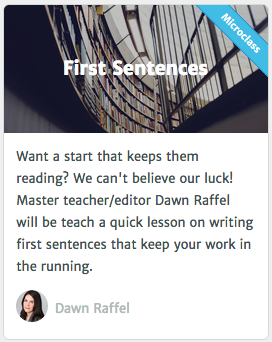 Microclass
First Sentences
Want a start that keeps them
reading? We can't believe our luck!
Master teacher/editor Dawn Raffel
will be teach a quick lesson on writing
first sentences that keep your work in
the running.
Dawn Raffel